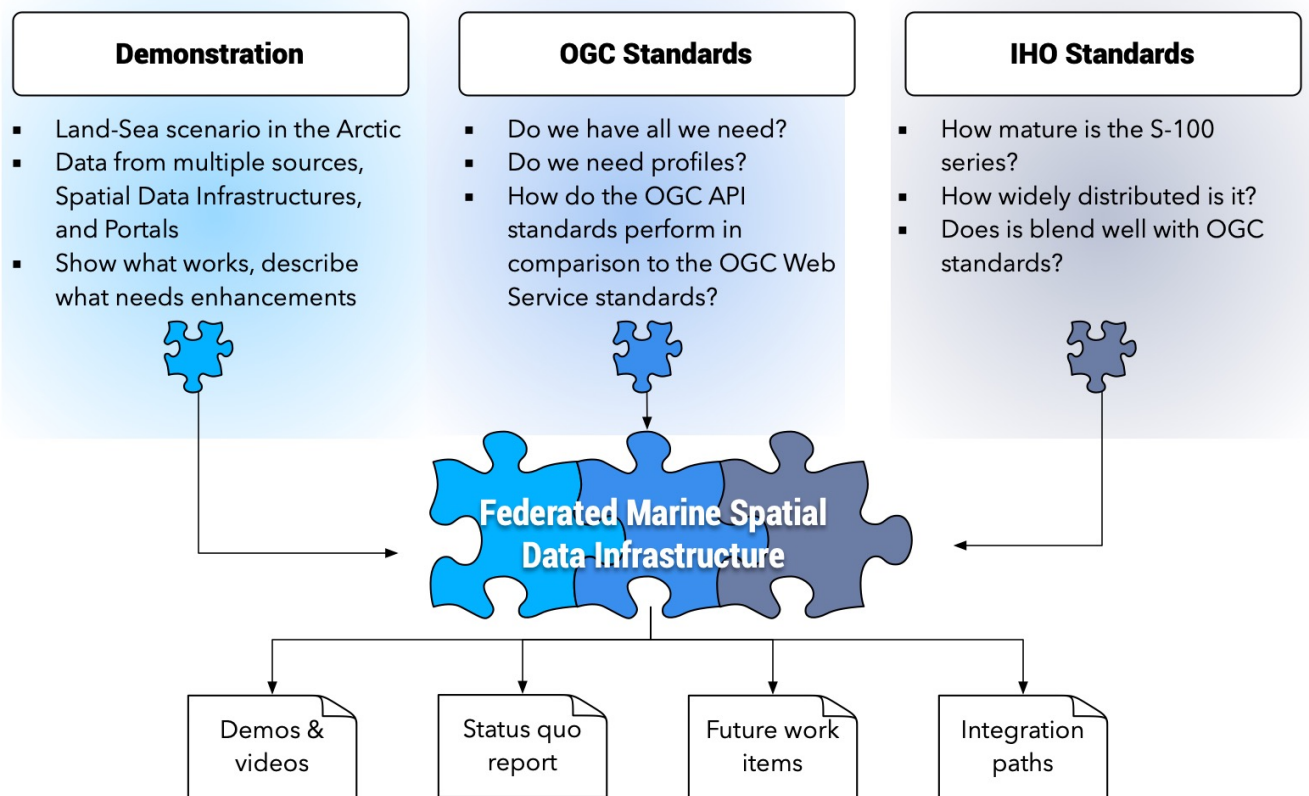 Demonstration
▪ Land-Sea scenario in the Arctic
▪ Data from multiple sources,
Spatial Data Infrastructures,
and Portals
▪ Show what works, describe
what needs enhancements
OGC Standards
▪ Do we have all we need?
▪ Do we need profiles?
▪ How do the OGC API
standards perform in
comparison to the OGC Web
Service standards?
IHO Standards
▪ How mature is the S-100
series?
▪ How widely distributed is it?
▪ Does is blend well with OGC
standards?
Federated Marine Spatial
Data Infrastructure
Demos &
videos
Status quo
report
Future work
items
Integration
paths